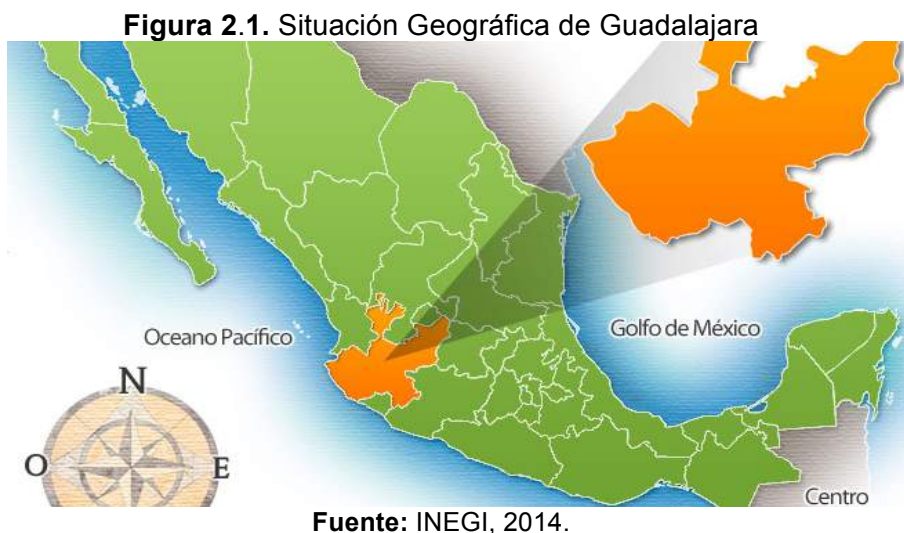 Figura 2.1. Situación Geográfica de Guadalajara
Oceano Pacífico
Golfo de México
N
O
E
Centro
Fuente: INEGI, 2014.